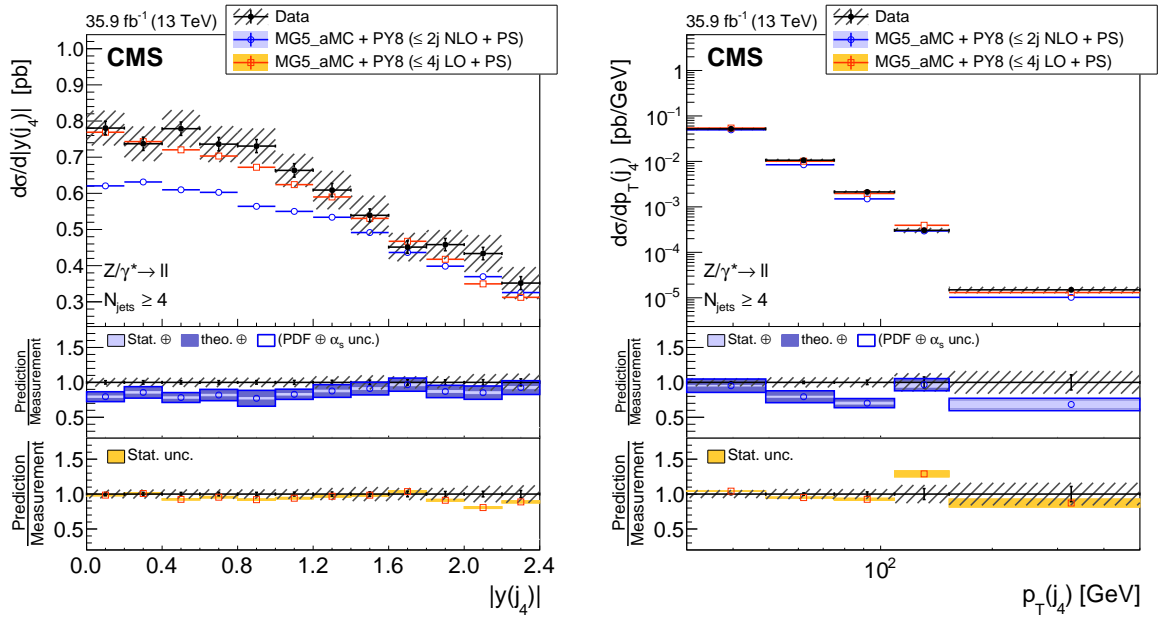 35.9 fb⁻¹ (13 TeV)
Data
MG5_aMC + PY8 (≤ 2j NLO + PS)
MG5_aMC + PY8 (≤ 4j LO + PS)
CMS
dσ/d|y(j₄)| [pb]
1.0
0.9
0.8
0.7
0.6
0.5
0.4
0.3
Z/γ*→ ll
N_jets ≥ 4
Stat. ⊕ theo. ⊕ (PDF ⊕ αₛ unc.)
Prediction
Measurement
1.5
1.0
0.5
Stat. unc.
Prediction
Measurement
1.5
1.0
0.5
0.0 0.4 0.8 1.2 1.6 2.0 2.4
|y(j₄)|
35.9 fb⁻¹ (13 TeV)
Data
MG5_aMC + PY8 (≤ 2j NLO + PS)
MG5_aMC + PY8 (≤ 4j LO + PS)
CMS
dσ/dp_T(j₄) [pb/GeV]
1
10⁻¹
10⁻²
10⁻³
10⁻⁴
10⁻⁵
Z/γ*→ ll
N_jets ≥ 4
Stat. ⊕ theo. ⊕ (PDF ⊕ αₛ unc.)
Prediction
Measurement
1.5
1.0
0.5
Stat. unc.
Prediction
Measurement
1.5
1.0
0.5
10²
p_T(j₄) [GeV]